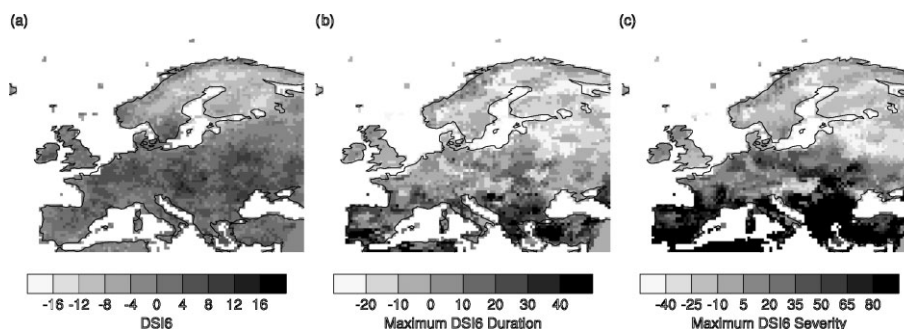 (a)
(b)
(c)
-16 -12 -8 -4 0 4 8 12 16
DSI6
-20 -10 0 10 20 30 40
Maximum DSI6 Duration
-40 -25 -10 5 20 35 50 65 80
Maximum DSI6 Severity